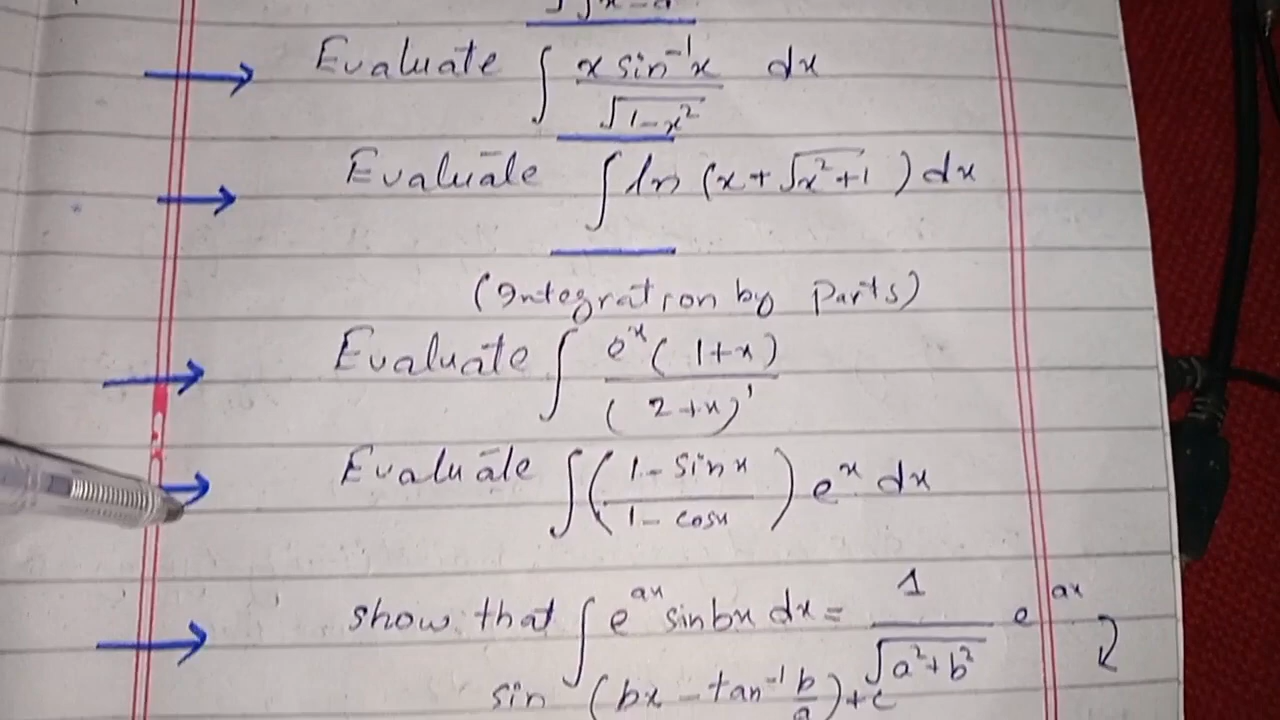 Evaluate ∫ x sin⁻¹x / √1-x² dx
Evaluate ∫ ln (x + √x²+1 ) dx
(Integration by Parts)
Evaluate ∫ eˣ ( 1+x ) / ( 2+x )'
Evaluate ∫ ( 1 - sin x / 1 - cosx ) eˣ dx
show that ∫ eᵃˣ sin bx dx = 1 / √a²+b² eᵃˣ
sin (bx - tan⁻¹ b/a ) + c